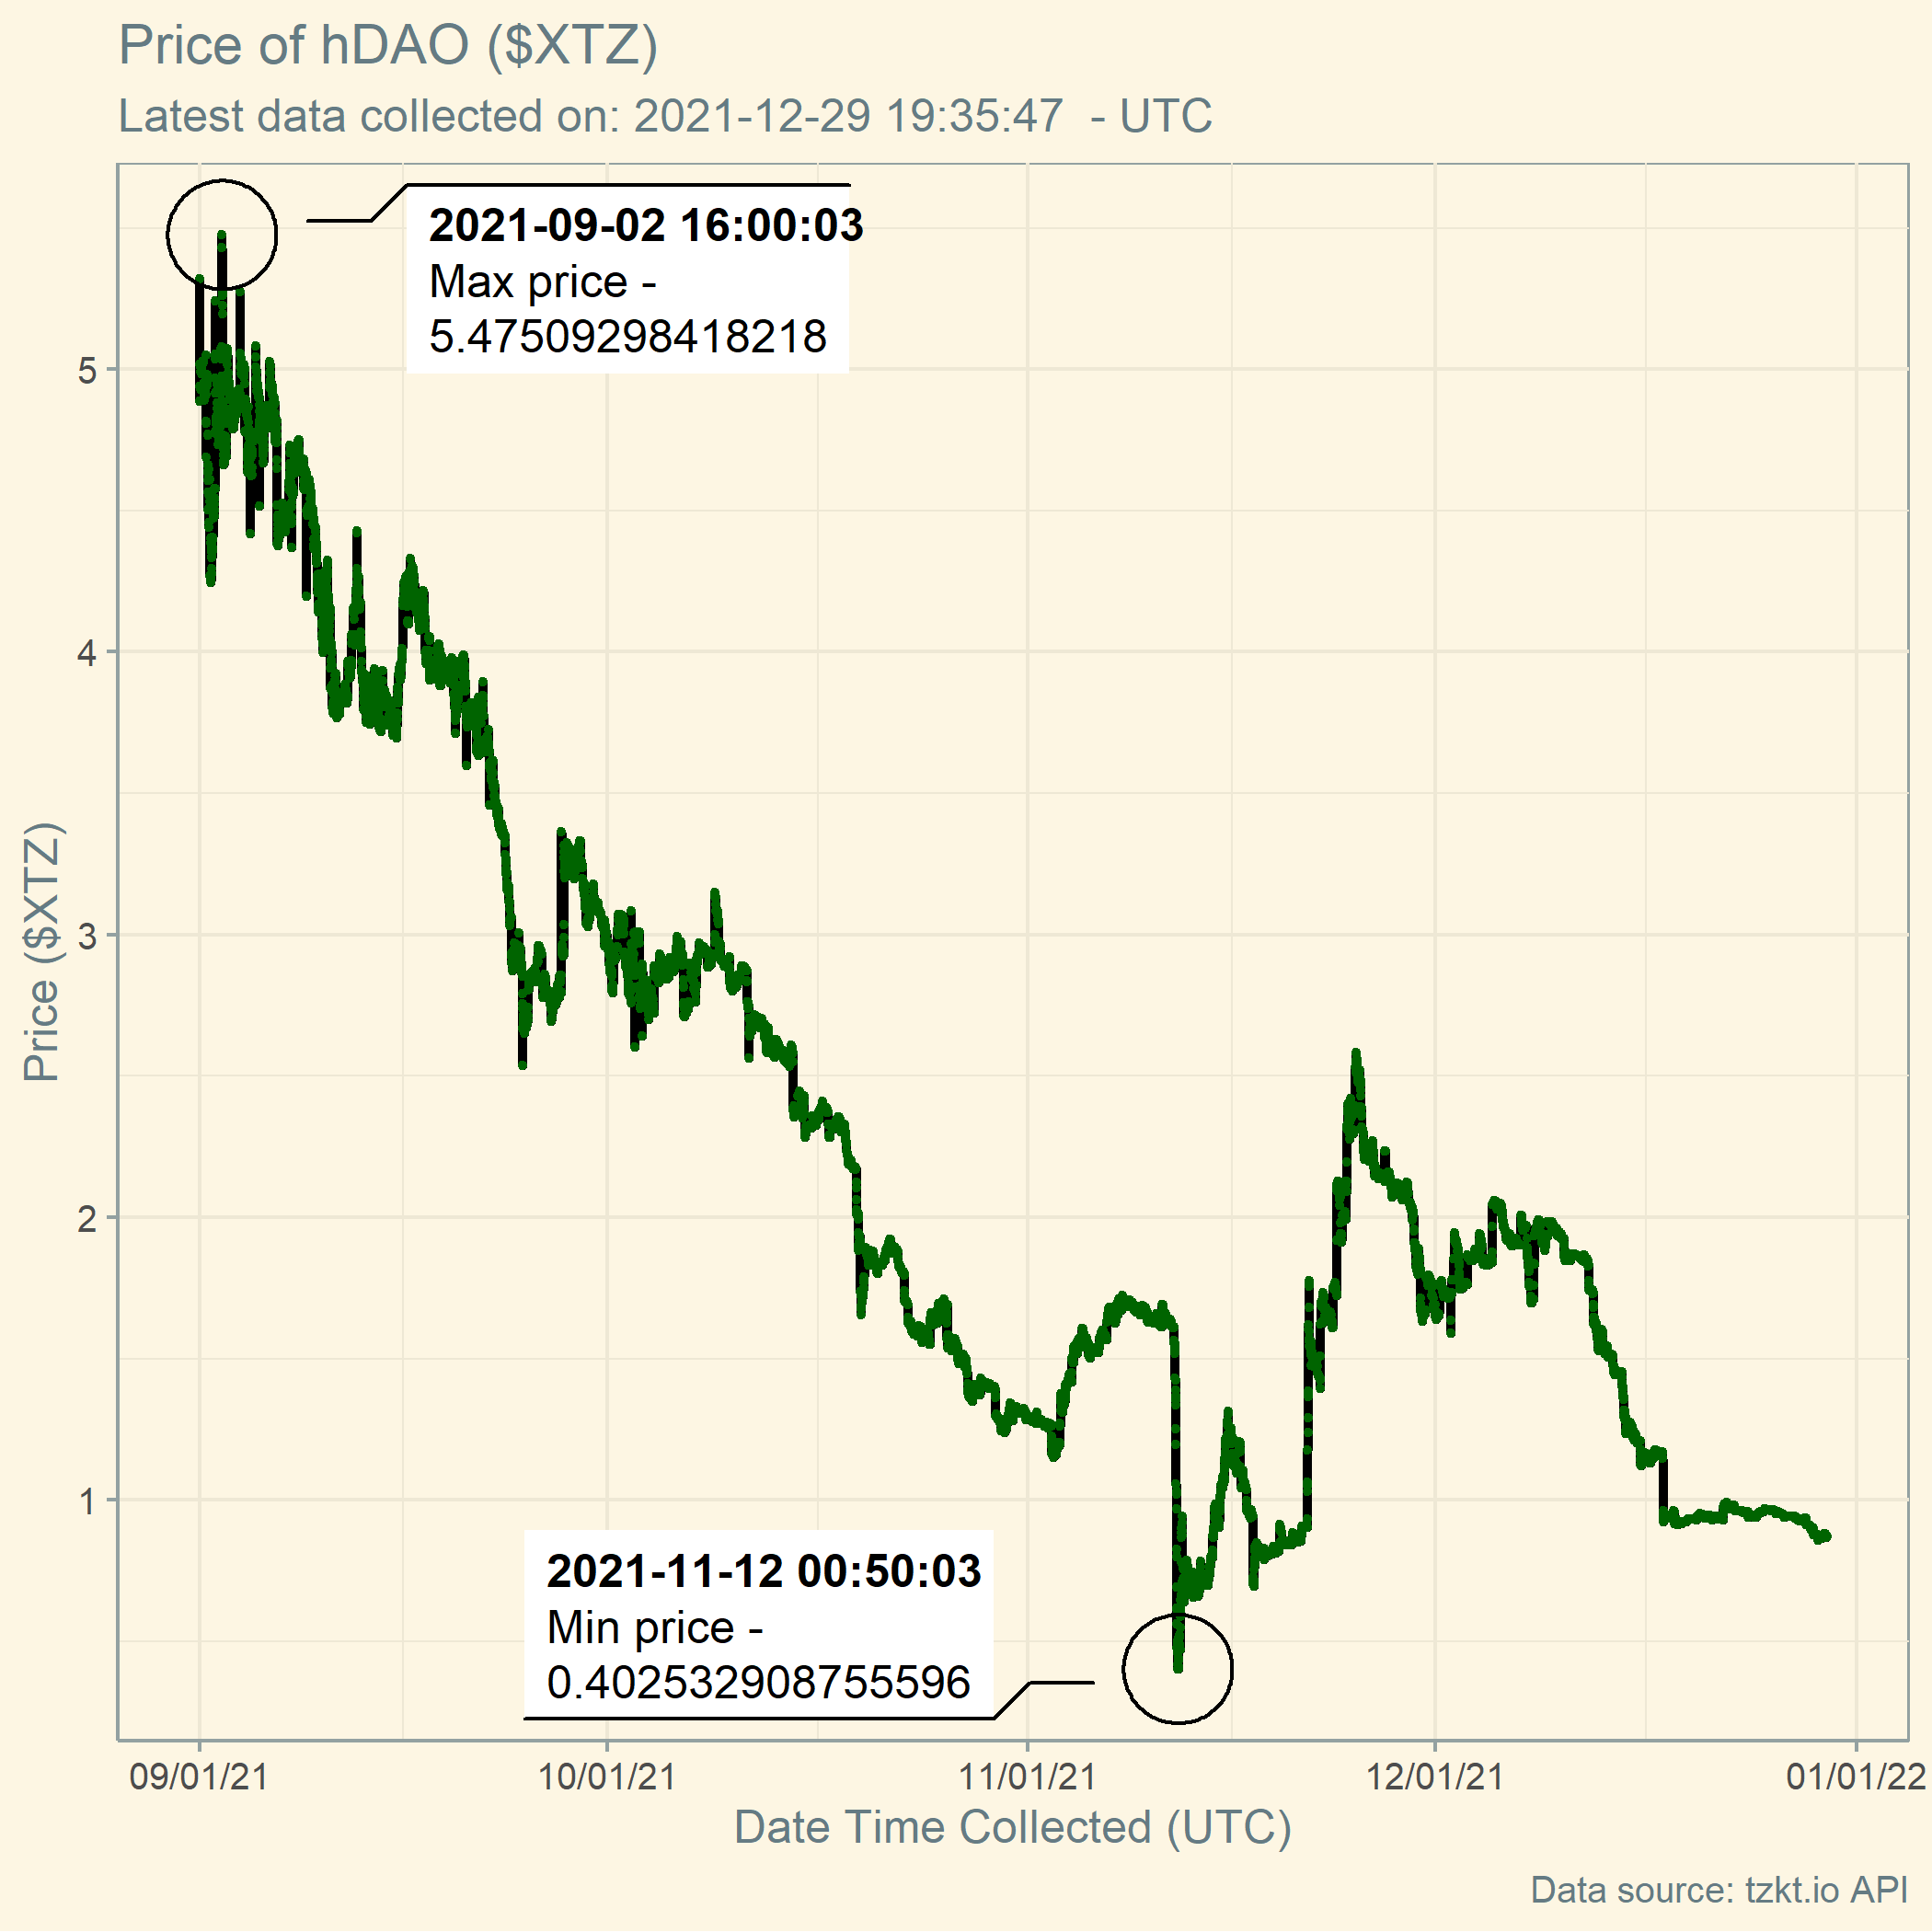 Price of hDAO ($XTZ)
Latest data collected on: 2021-12-29 19:35:47  - UTC
2021-09-02 16:00:03
Max price -
5.47509298418218
5
4
3
2
1
Price ($XTZ)
2021-11-12 00:50:03
Min price -
0.402532908755596
09/01/21
10/01/21
11/01/21
12/01/21
01/01/22
Date Time Collected (UTC)
Data source: tzkt.io API